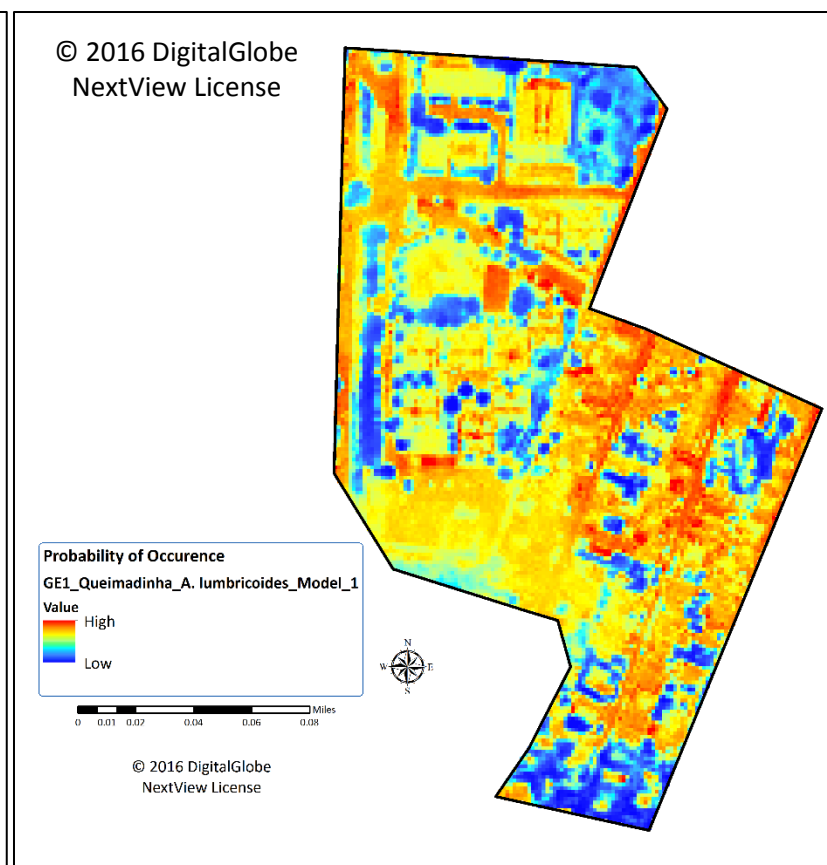 © 2016 DigitalGlobe
NextView License
Probability of Occurence
GE1_Queimadinha_A. lumbricoides_Model_1
Value
High
Low
N
W E
S
Miles
0 0.01 0.02 0.04 0.06 0.08
© 2016 DigitalGlobe
NextView License